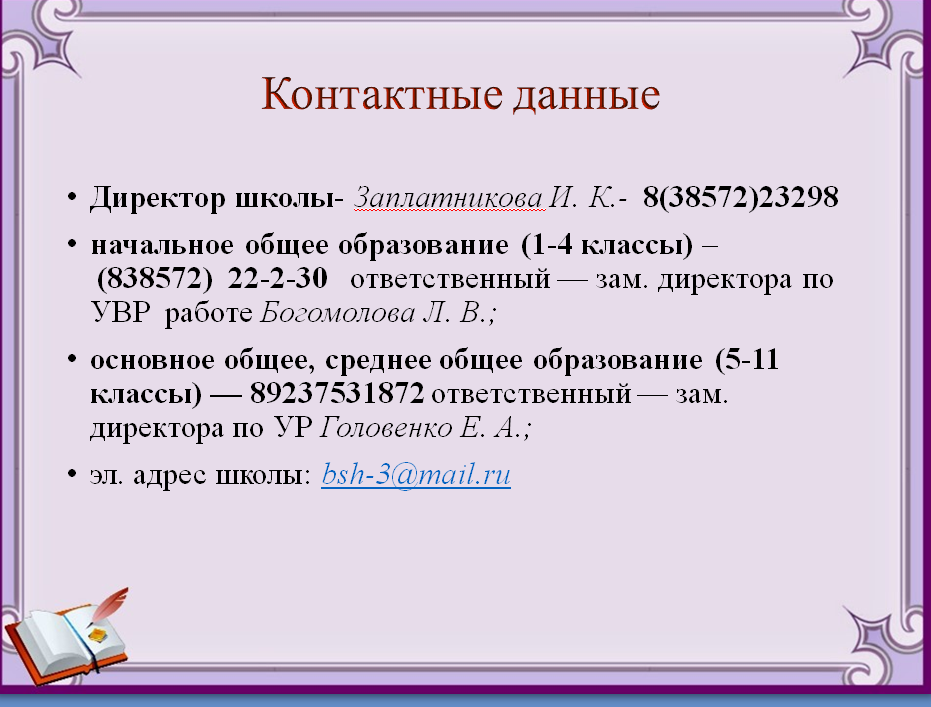 Контактные данные
• Директор школы- Заплатникова И. К.- 8(38572)23298
• начальное общее образование (1-4 классы) –
(838572) 22-2-30 ответственный — зам. директора по
УВР работе Богомолова Л. В.;
• основное общее, среднее общее образование (5-11
классы) — 89237531872 ответственный — зам.
директора по УР Головенко Е. А.;
• эл. адрес школы: bsh-3@mail.ru